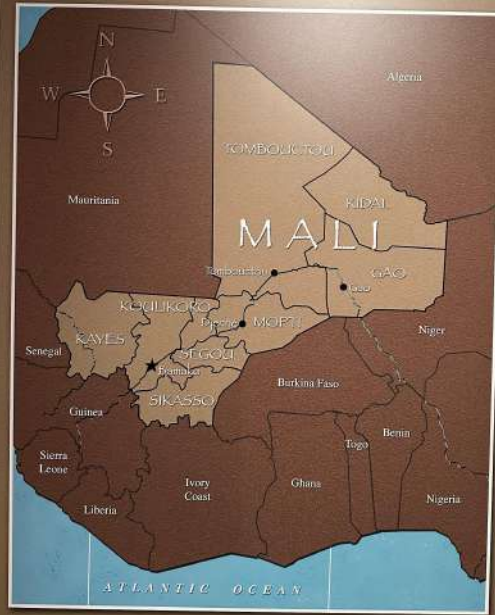 N
W E
S
Algeria
TOMBOUCTOU
Mauritania
KIDAL
MALI
Tombouctou
GAO
Gao
KOULIKORO
Djenné
MOPTI
KAYES
Niger
Senegal
SEGOU
Bamako
Burkina Faso
SIKASSO
Guinea
Benin
Togo
Sierra
Leone
Ivory
Coast
Ghana
Nigeria
Liberia
ATLANTIC OCEAN